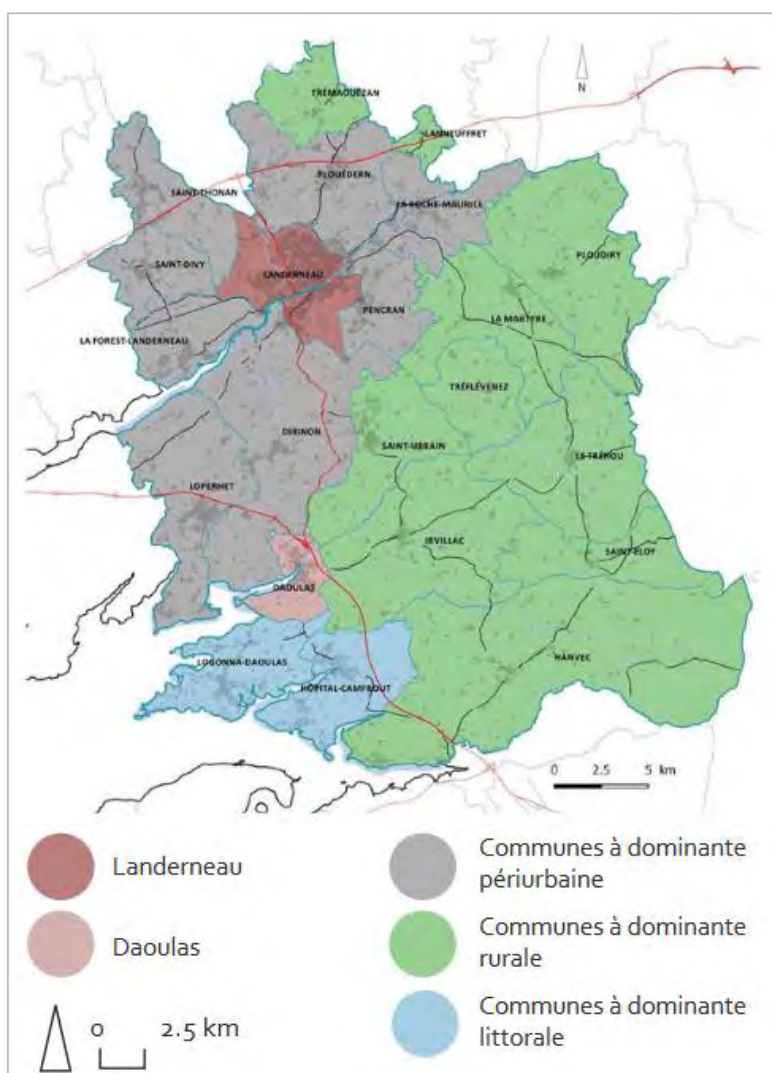 TRÉMAOUÉZAN
N
LANNEUFFRET
PLOUÉDERN
SAINT-THONAN
LA ROCHE-MAURICE
PLOUDIRY
SAINT-DIVY
LANDERNEAU
PENCRAN
LA MARTYRE
LA FOREST-LANDERNEAU
TRÉFLÉVÉNEZ
DIRINON
SAINT-URBAIN
LE TRÉHOU
LOPERHET
IRVILLAC
SAINT-ELOY
DAOULAS
LOGONNA-DAOULAS
HANVEC
HÔPITAL-CAMFROUT
0 2.5 5 km
Landerneau
Daoulas
0 2.5 km
Communes à dominante
périurbaine
Communes à dominante
rurale
Communes à dominante
littorale